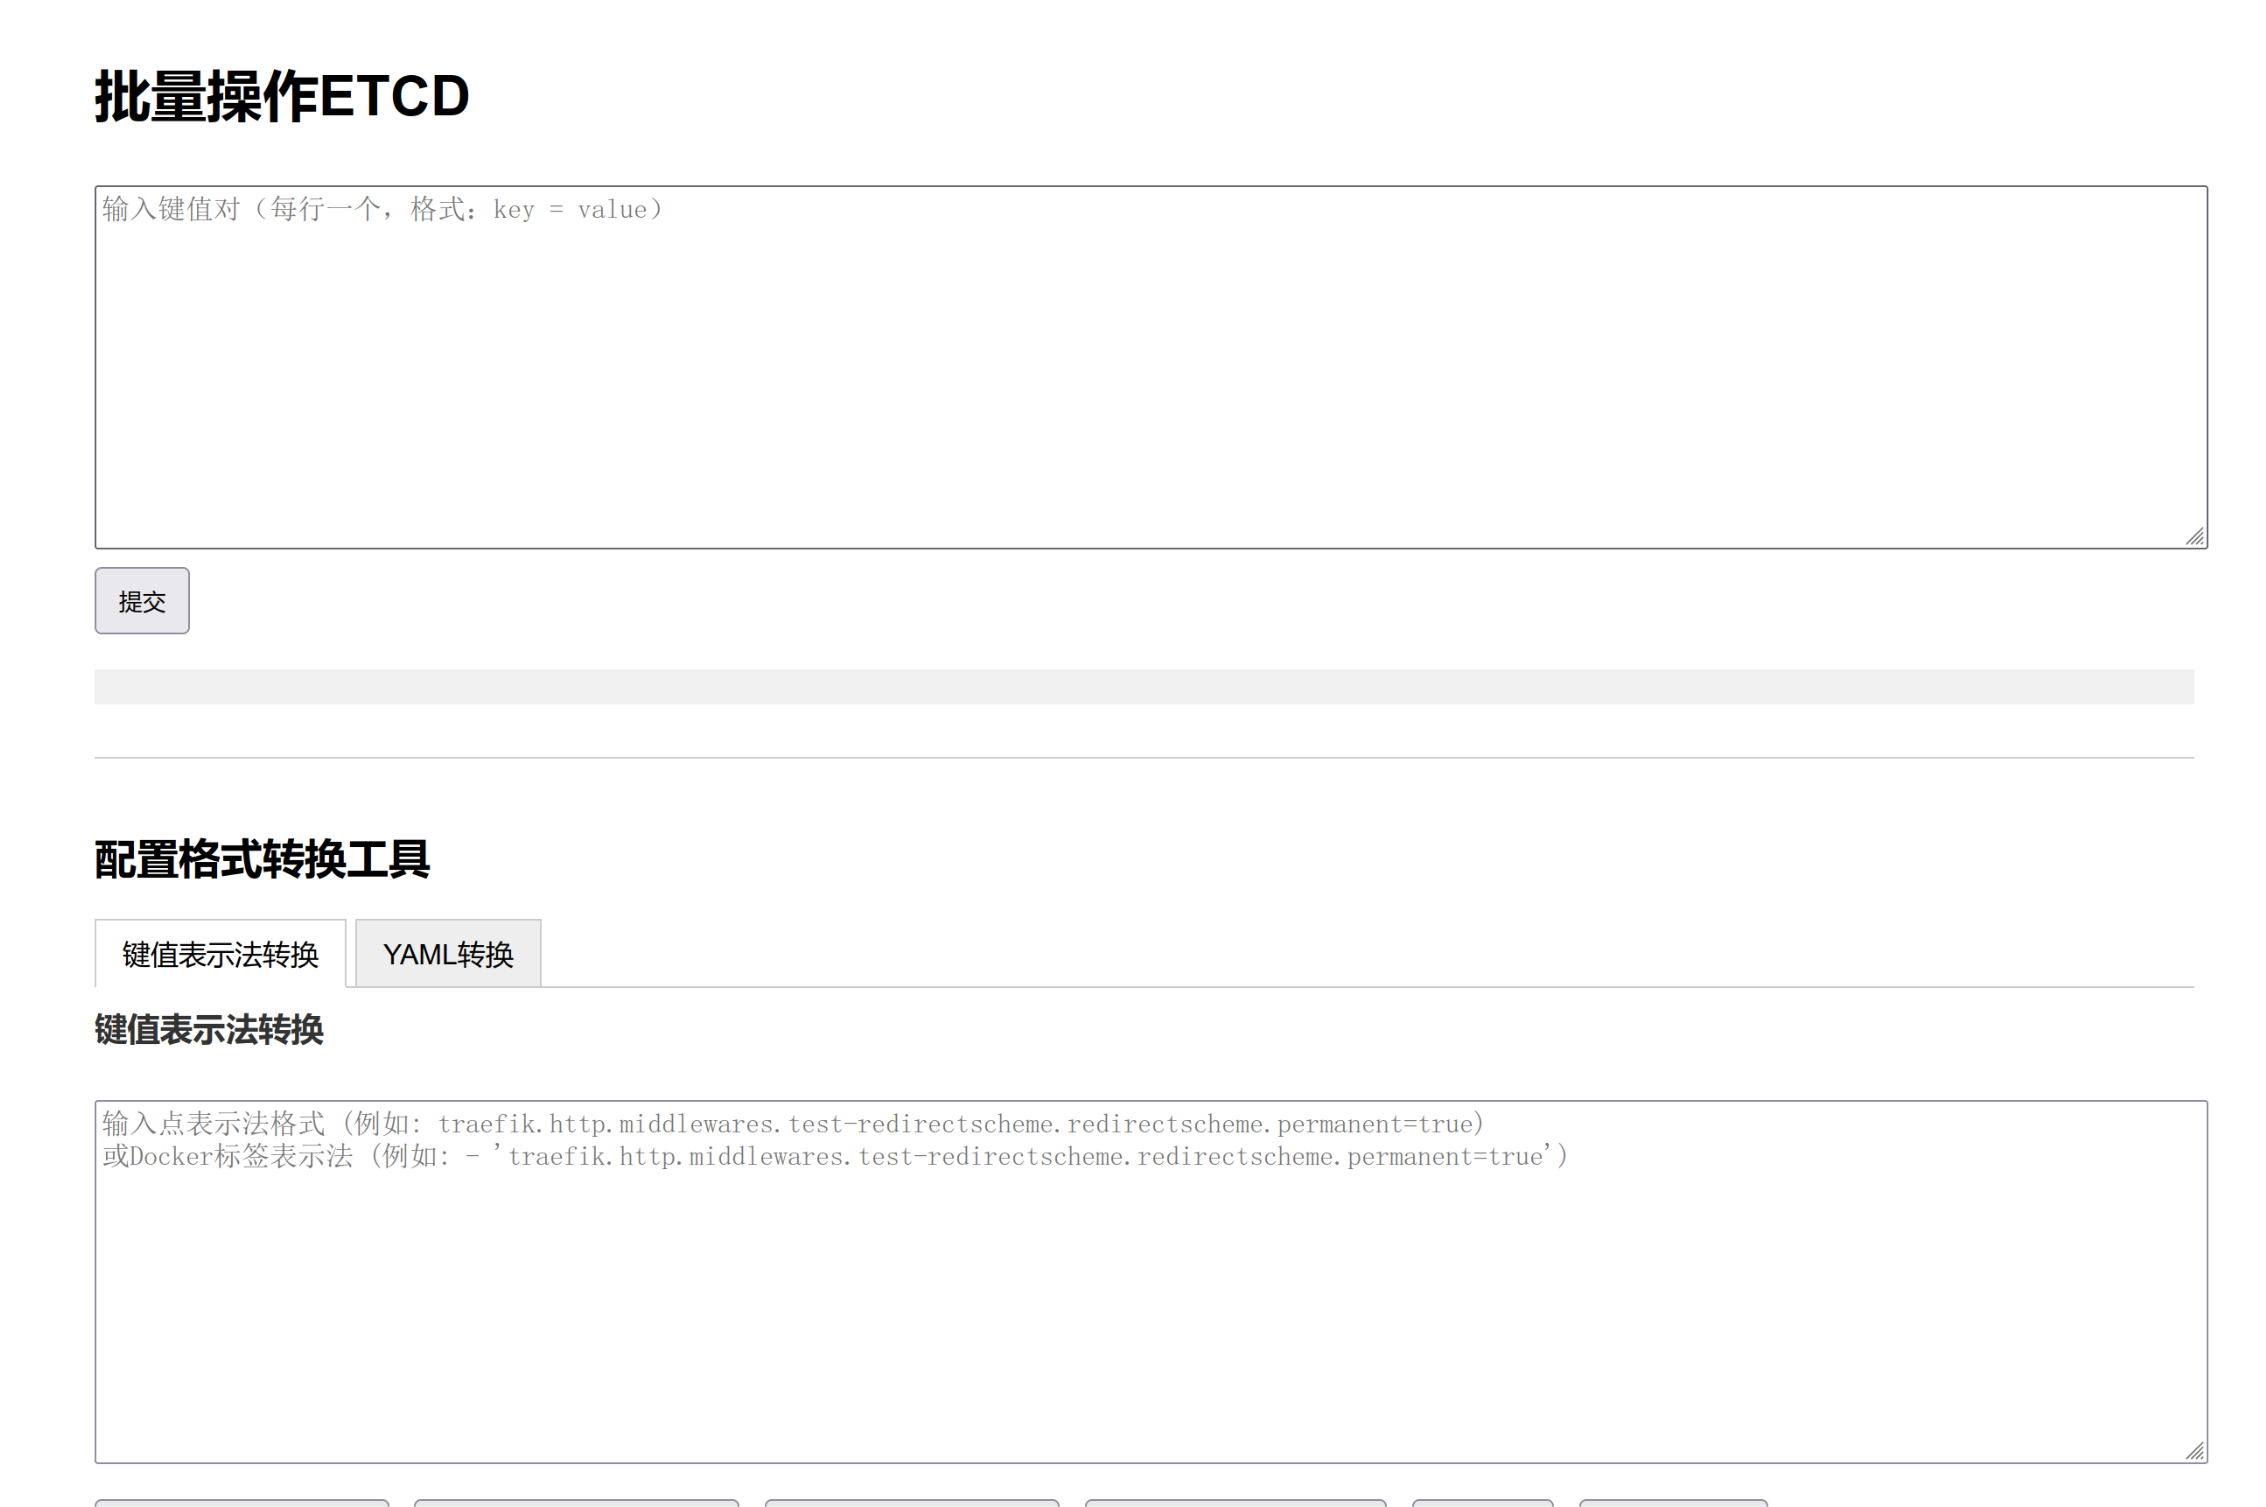 批量操作ETCD
输入键值对（每行一个，格式：key = value）
提交
配置格式转换工具
键值表示法转换
YAML转换
键值表示法转换
输入点表示法格式 (例如: traefik.http.middlewares.test-redirectscheme.redirectscheme.permanent=true)
或Docker标签表示法 (例如: - 'traefik.http.middlewares.test-redirectscheme.redirectscheme.permanent=true')